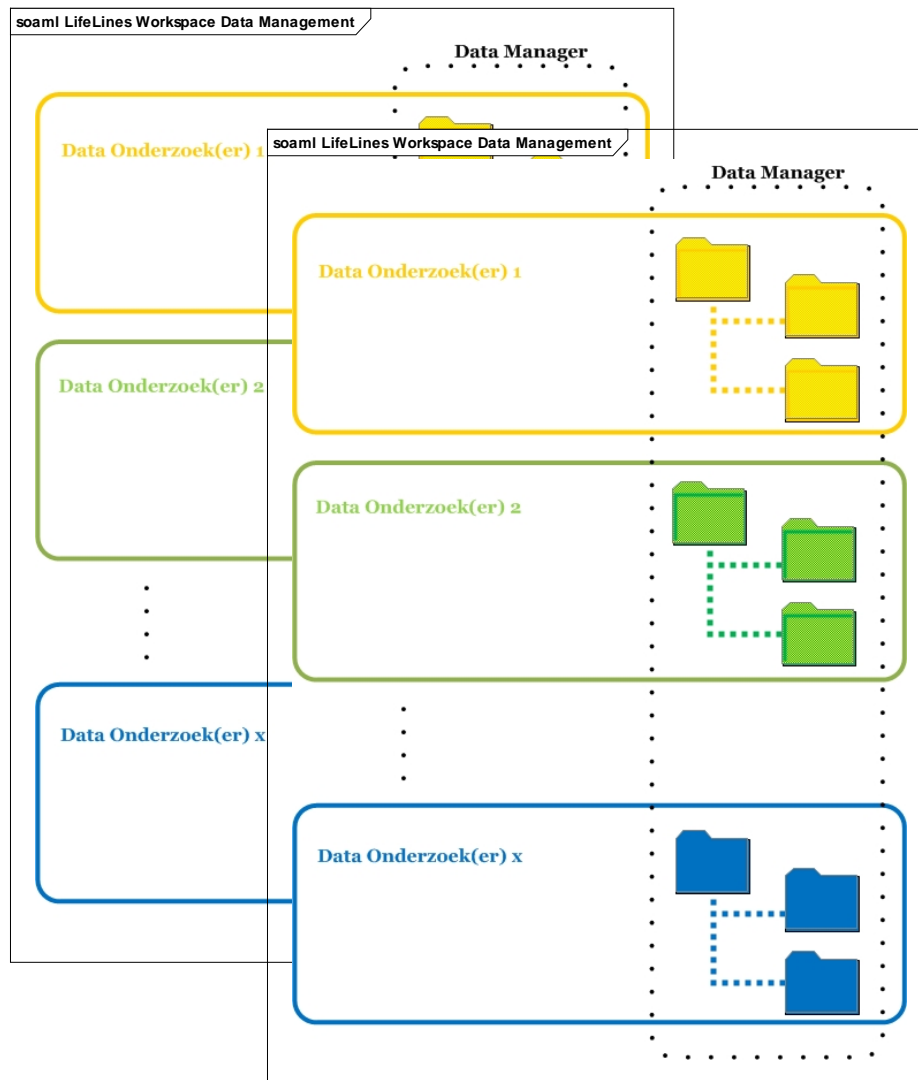 soaml LifeLines Workspace Data Management
Data Manager
Data Onderzoek(er) 1
Data Onderzoek(er) 2
Data Onderzoek(er) x
soaml LifeLines Workspace Data Management
Data Manager
Data Onderzoek(er) 1
Data Onderzoek(er) 2
Data Onderzoek(er) x